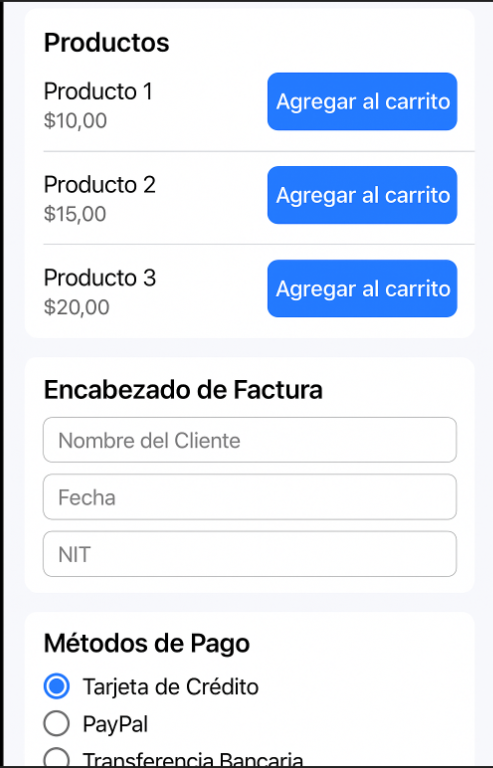 Productos
Producto 1
$10,00
Agregar al carrito
Producto 2
$15,00
Agregar al carrito
Producto 3
$20,00
Agregar al carrito
Encabezado de Factura
Nombre del Cliente
Fecha
NIT
Métodos de Pago
Tarjeta de Crédito
PayPal
Transferencia Bancaria